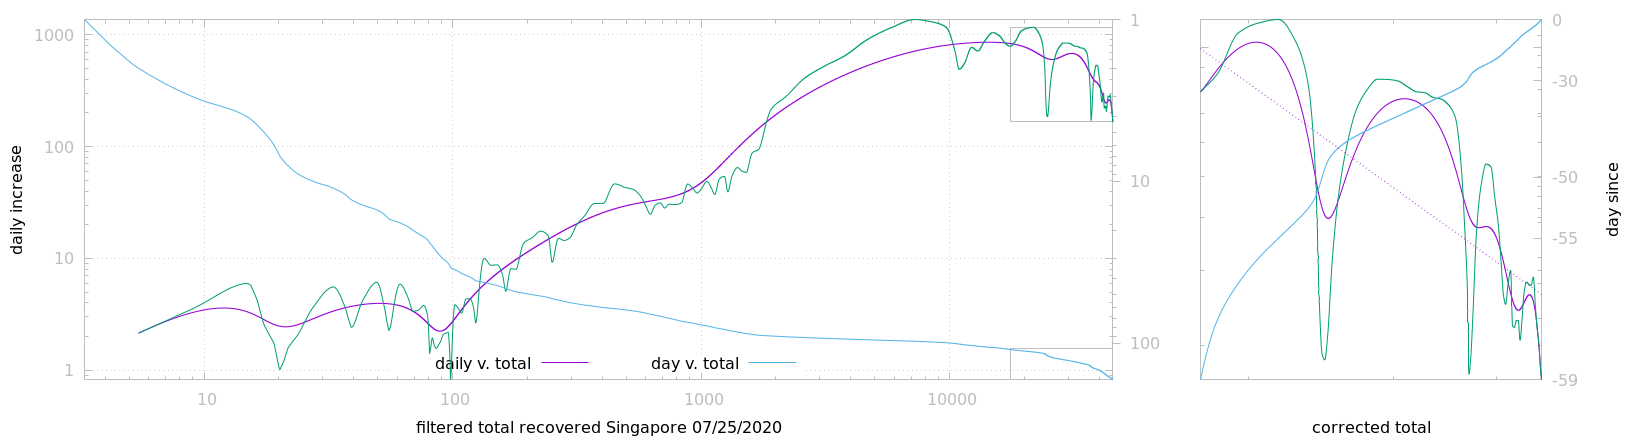 daily increase
1000
100
10
1
10
100
1000
10000
1
10
100
daily v. total
day v. total
filtered total recovered Singapore 07/25/2020
0
-30
-50
-55
-59
day since
corrected total